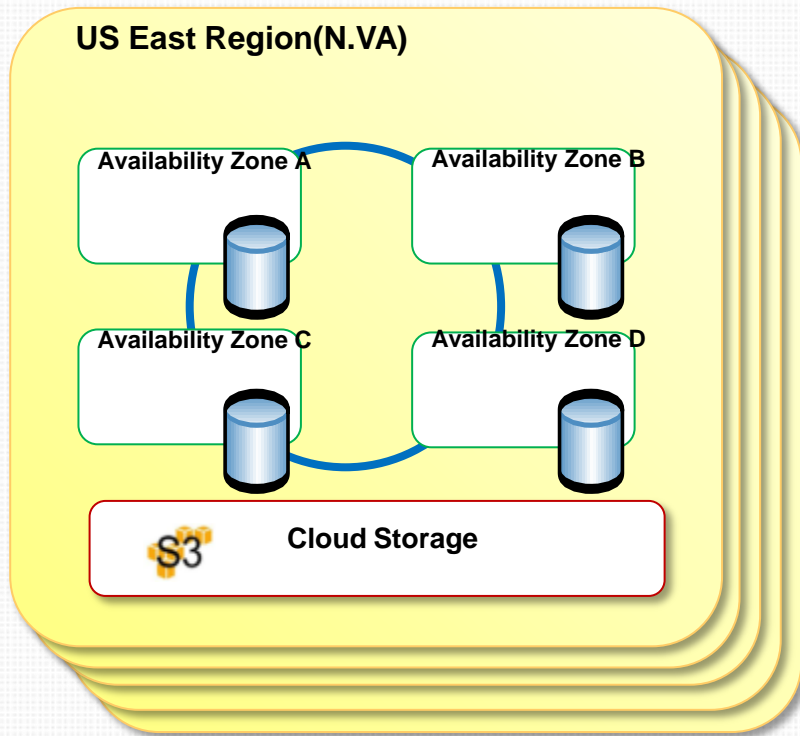 US East Region(N.VA)
Availability Zone A
Availability Zone B
Availability Zone C
Availability Zone D
S3
Cloud Storage